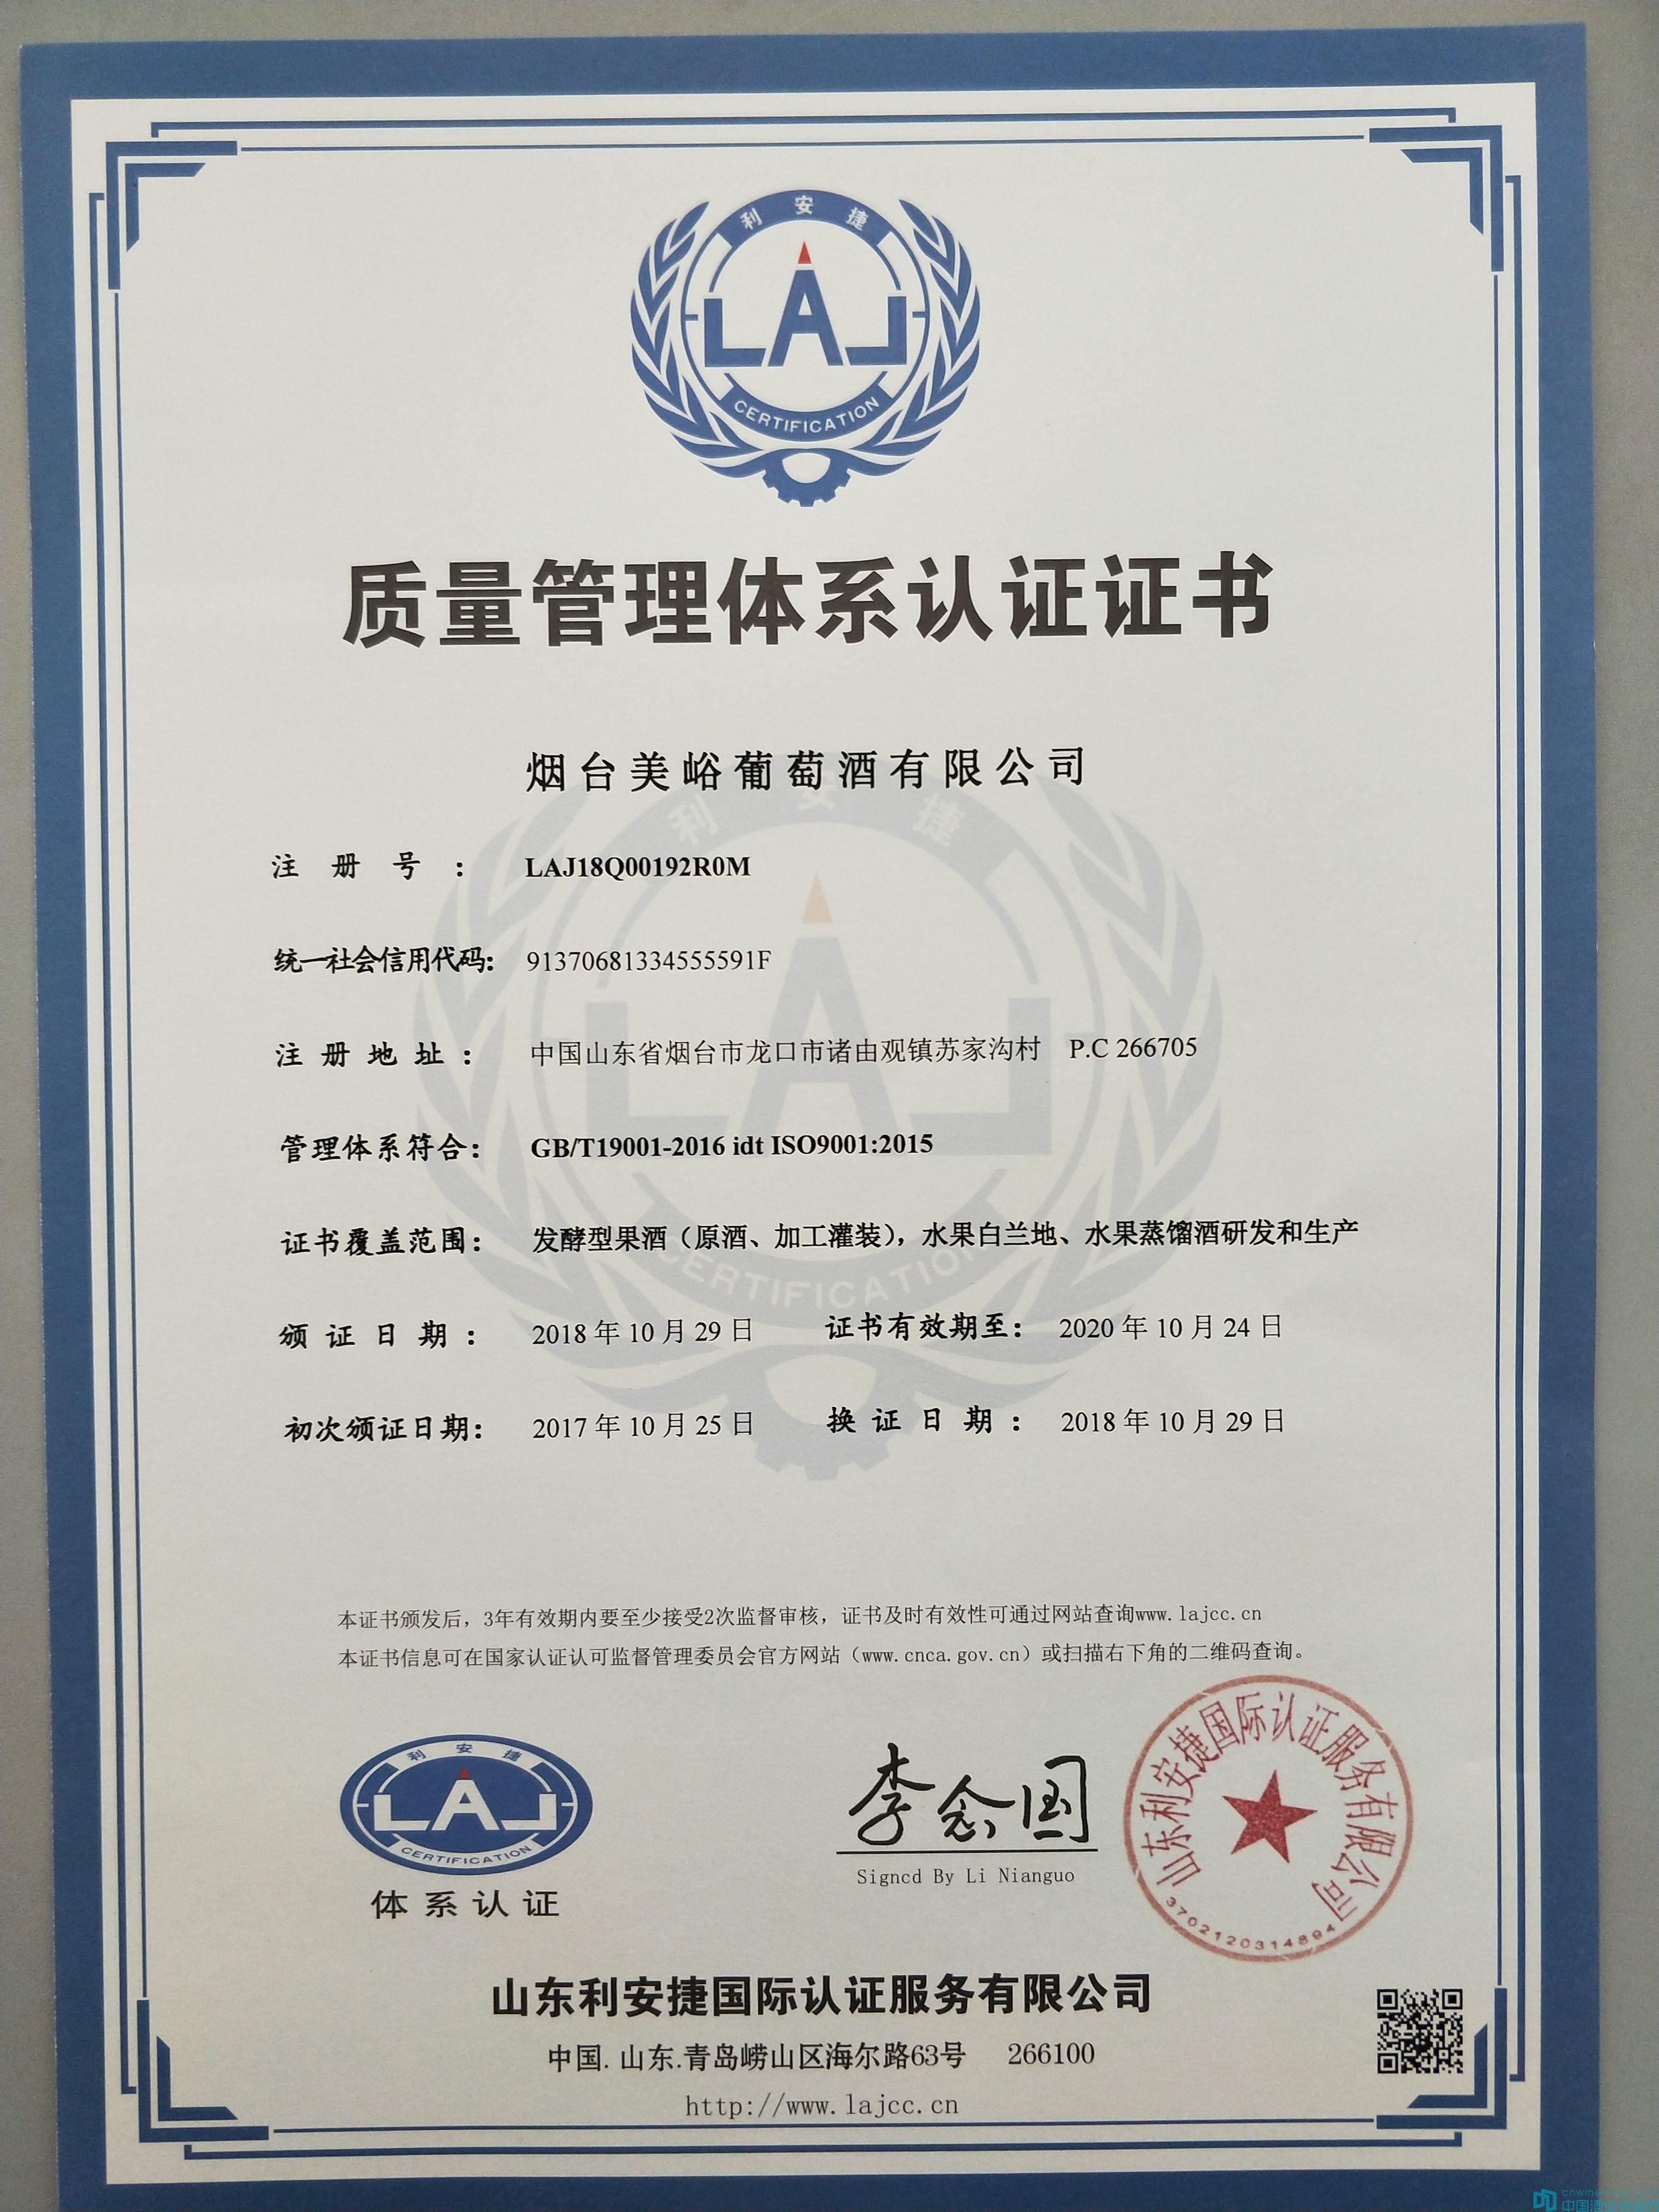 利安捷
LAJ
CERTIFICATION
质量管理体系认证证书
烟台美峪葡萄酒有限公司
注册号: LAJ18Q00192R0M
统一社会信用代码: 91370681334555591F
注册地址: 中国山东省烟台市龙口市诸由观镇苏家沟村 P.C 266705
管理体系符合: GB/T19001-2016 idt ISO9001:2015
证书覆盖范围: 发酵型果酒（原酒、加工灌装），水果白兰地、水果蒸馏酒研发和生产
颁证日期: 2018年10月29日 证书有效期至: 2020年10月24日
初次颁证日期: 2017年10月25日 换证日期: 2018年10月29日
利安捷
LAJ
CERTIFICATION
本证书颁发后，3年有效期内要至少接受2次监督审核，证书及时有效性可通过网站查询www.lajcc.cn
本证书信息可在国家认证认可监督管理委员会官方网站（www.cnca.gov.cn）或扫描右下角的二维码查询。
利安捷
LAJ
CERTIFICATION
体系认证
李念国
Signed By Li Nianguo
山东利安捷国际认证服务有限公司
3702120314894
山东利安捷国际认证服务有限公司
中国.山东.青岛崂山区海尔路63号 266100
http://www.lajcc.cn